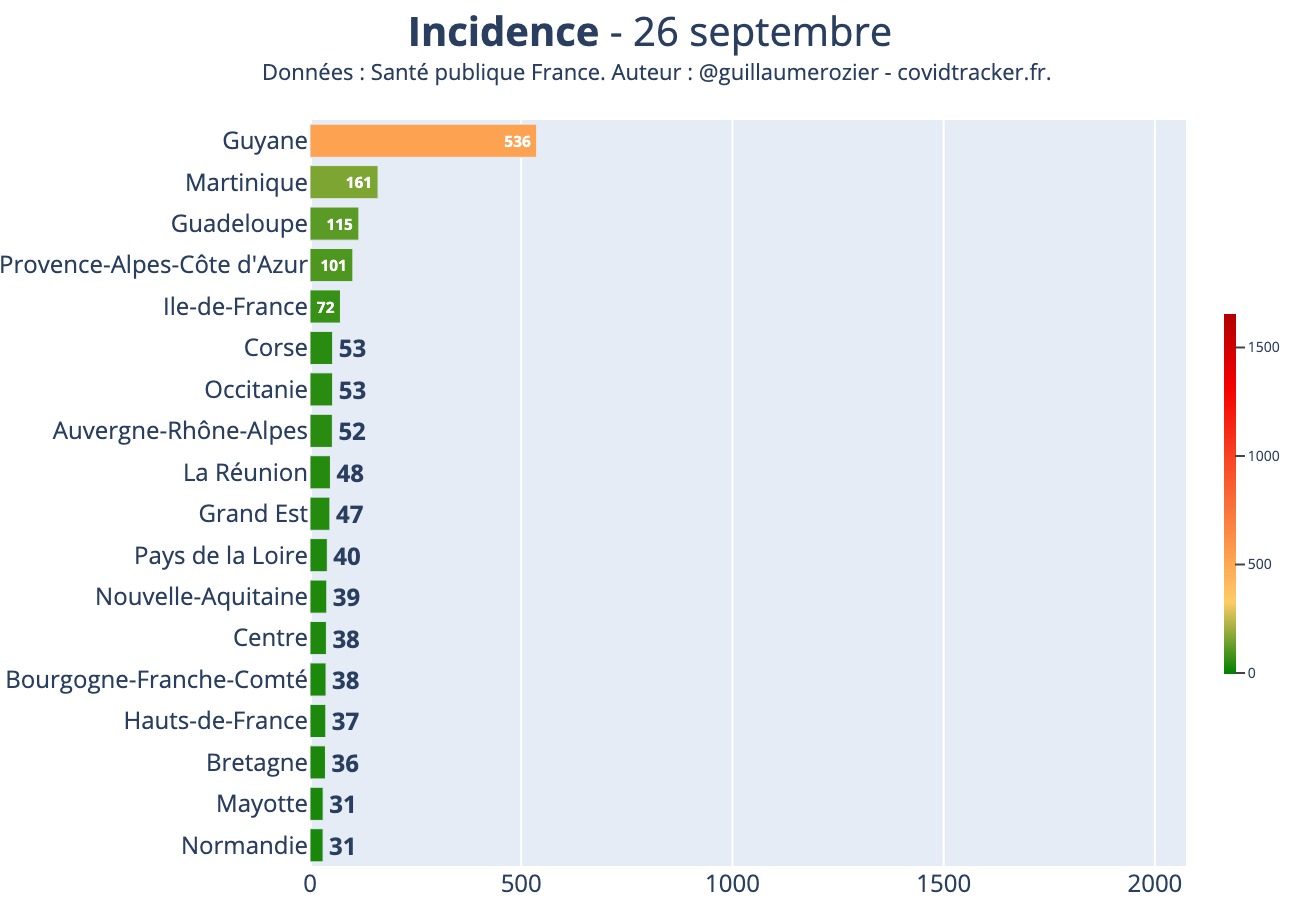 Incidence - 26 septembre
Données : Santé publique France. Auteur : @guillaumerozier - covidtracker.fr.
Guyane 536
Martinique 161
Guadeloupe 115
Provence-Alpes-Côte d'Azur 101
Ile-de-France 72
Corse 53
Occitanie 53
Auvergne-Rhône-Alpes 52
La Réunion 48
Grand Est 47
Pays de la Loire 40
Nouvelle-Aquitaine 39
Centre 38
Bourgogne-Franche-Comté 38
Hauts-de-France 37
Bretagne 36
Mayotte 31
Normandie 31
0 500 1000 1500 2000
1500
1000
500
0